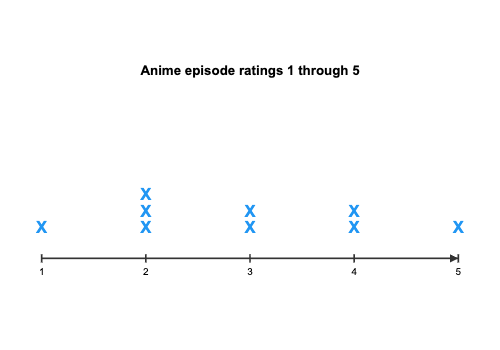 Anime episode ratings 1 through 5
X
X X X
X X X X X
1 2 3 4 5